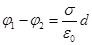 φ₁-φ₂ = σ/ε₀ d